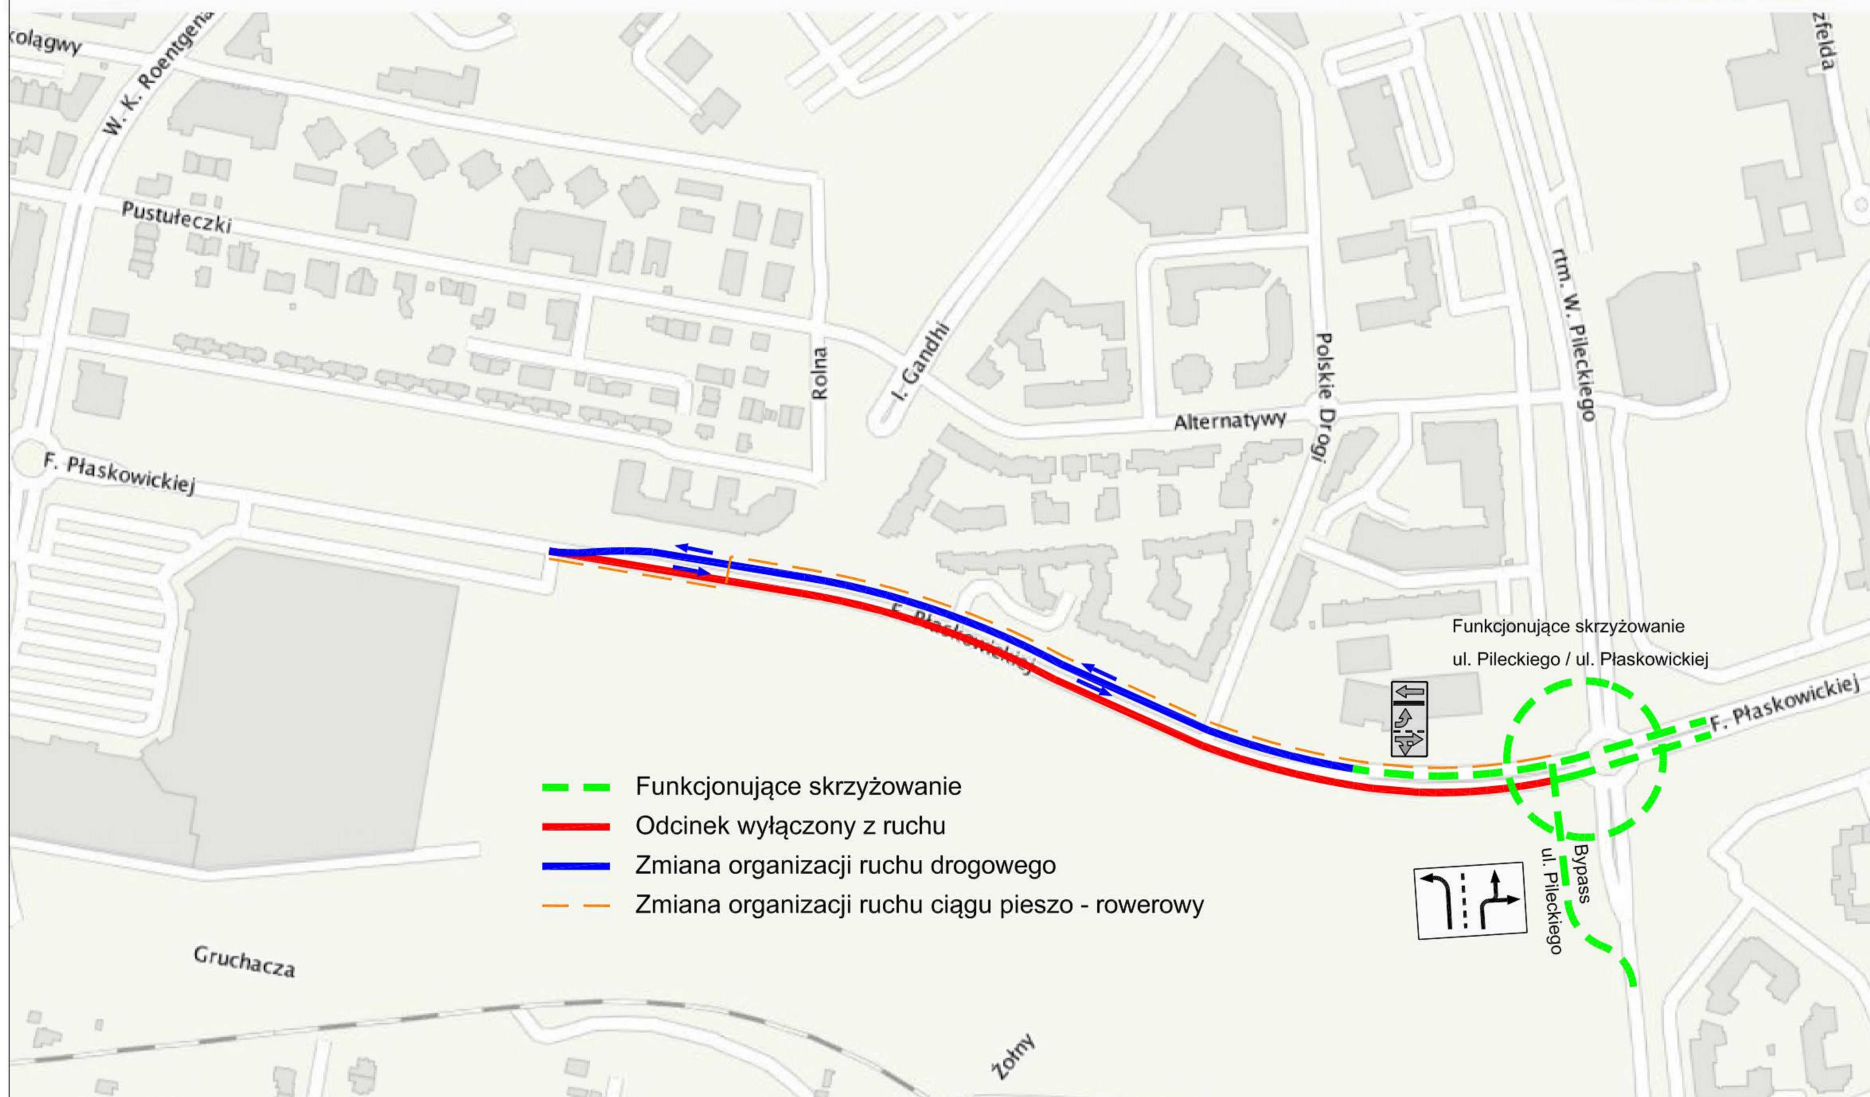 W. K. Roentgena
Pustułeczki
Rolna
I. Gandhi
Alternatywy
Polskie Drogi
rtm. W. Pileckiego
F. Płaskowickiej
F. Płaskowickiej
Funkcjonujące skrzyżowanie
ul. Pileckiego / ul. Płaskowickiej
F. Płaskowickiej
Funkcjonujące skrzyżowanie
Odcinek wyłączony z ruchu
Zmiana organizacji ruchu drogowego
Zmiana organizacji ruchu ciągu pieszo - rowerowy
Bypass
ul. Pileckiego
Gruchacza
Żołny